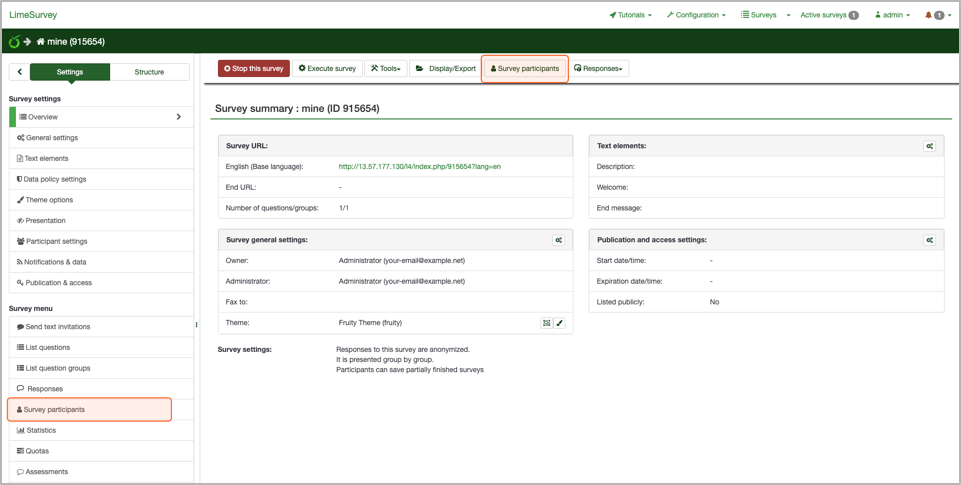 LimeSurvey
Tutorials
Configuration
Surveys
Active surveys 1
admin
1
mine (915654)
Settings
Structure
Stop this survey
Execute survey
Tools
Display/Export
Survey participants
Responses
Survey settings
Overview
General settings
Text elements
Data policy settings
Theme options
Presentation
Participant settings
Notifications & data
Publication & access
Survey menu
Send text invitations
List questions
List question groups
Responses
Survey participants
Statistics
Quotas
Assessments
Survey summary : mine (ID 915654)
Survey URL:
English (Base language): http://13.57.177.130/l4/index.php/915654?lang=en
End URL: -
Number of questions/groups: 1/1
Text elements:
Description:
Welcome:
End message:
Survey general settings:
Owner: Administrator (your-email@example.net)
Administrator: Administrator (your-email@example.net)
Fax to:
Theme: Fruity Theme (fruity)
Publication and access settings:
Start date/time: -
Expiration date/time: -
Listed publicly: No
Survey settings: Responses to this survey are anonymized.
It is presented group by group.
Participants can save partially finished surveys